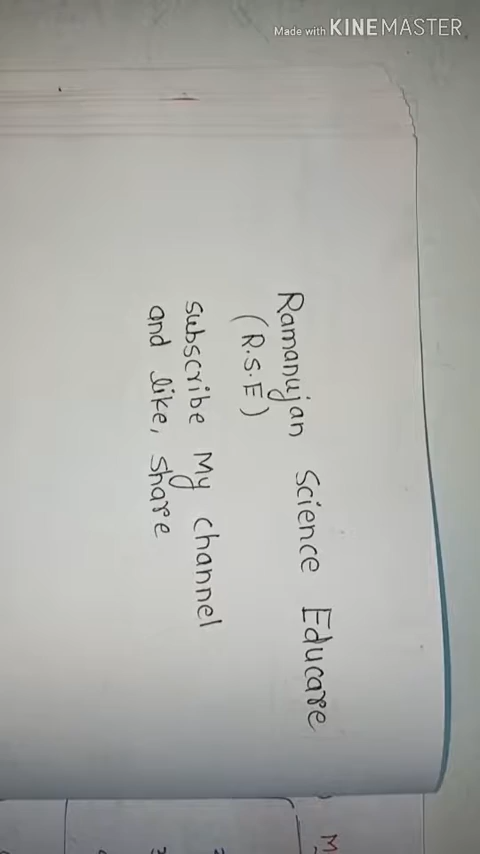 Made with KINEMASTER
Ramanujan Science Educare
(R.S.E)
Subscribe My channel
and like, share
M